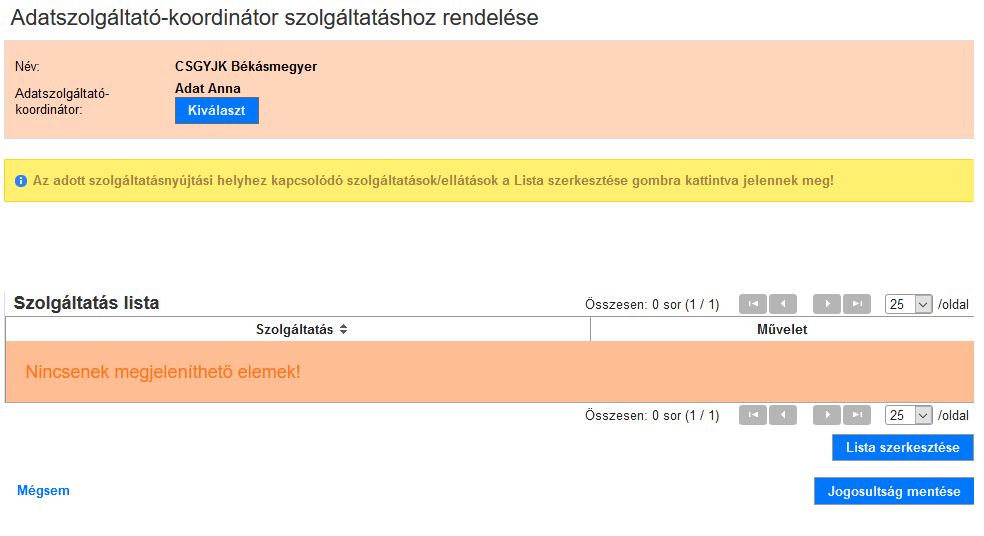 Adatszolgáltató-koordinátor szolgáltatáshoz rendelése
Név: CSGYJK Békásmegyer
Adatszolgáltató-koordinátor: Adat Anna
Kiválaszt
Az adott szolgáltatásnyújtási helyhez kapcsolódó szolgáltatások/ellátások a Lista szerkesztése gombra kattintva jelennek meg!
Szolgáltatás lista Összesen: 0 sor (1 / 1) 25 /oldal
Szolgáltatás Művelet
Nincsenek megjeleníthető elemek!
Összesen: 0 sor (1 / 1) 25 /oldal
Lista szerkesztése
Mégsem Jogosultság mentése